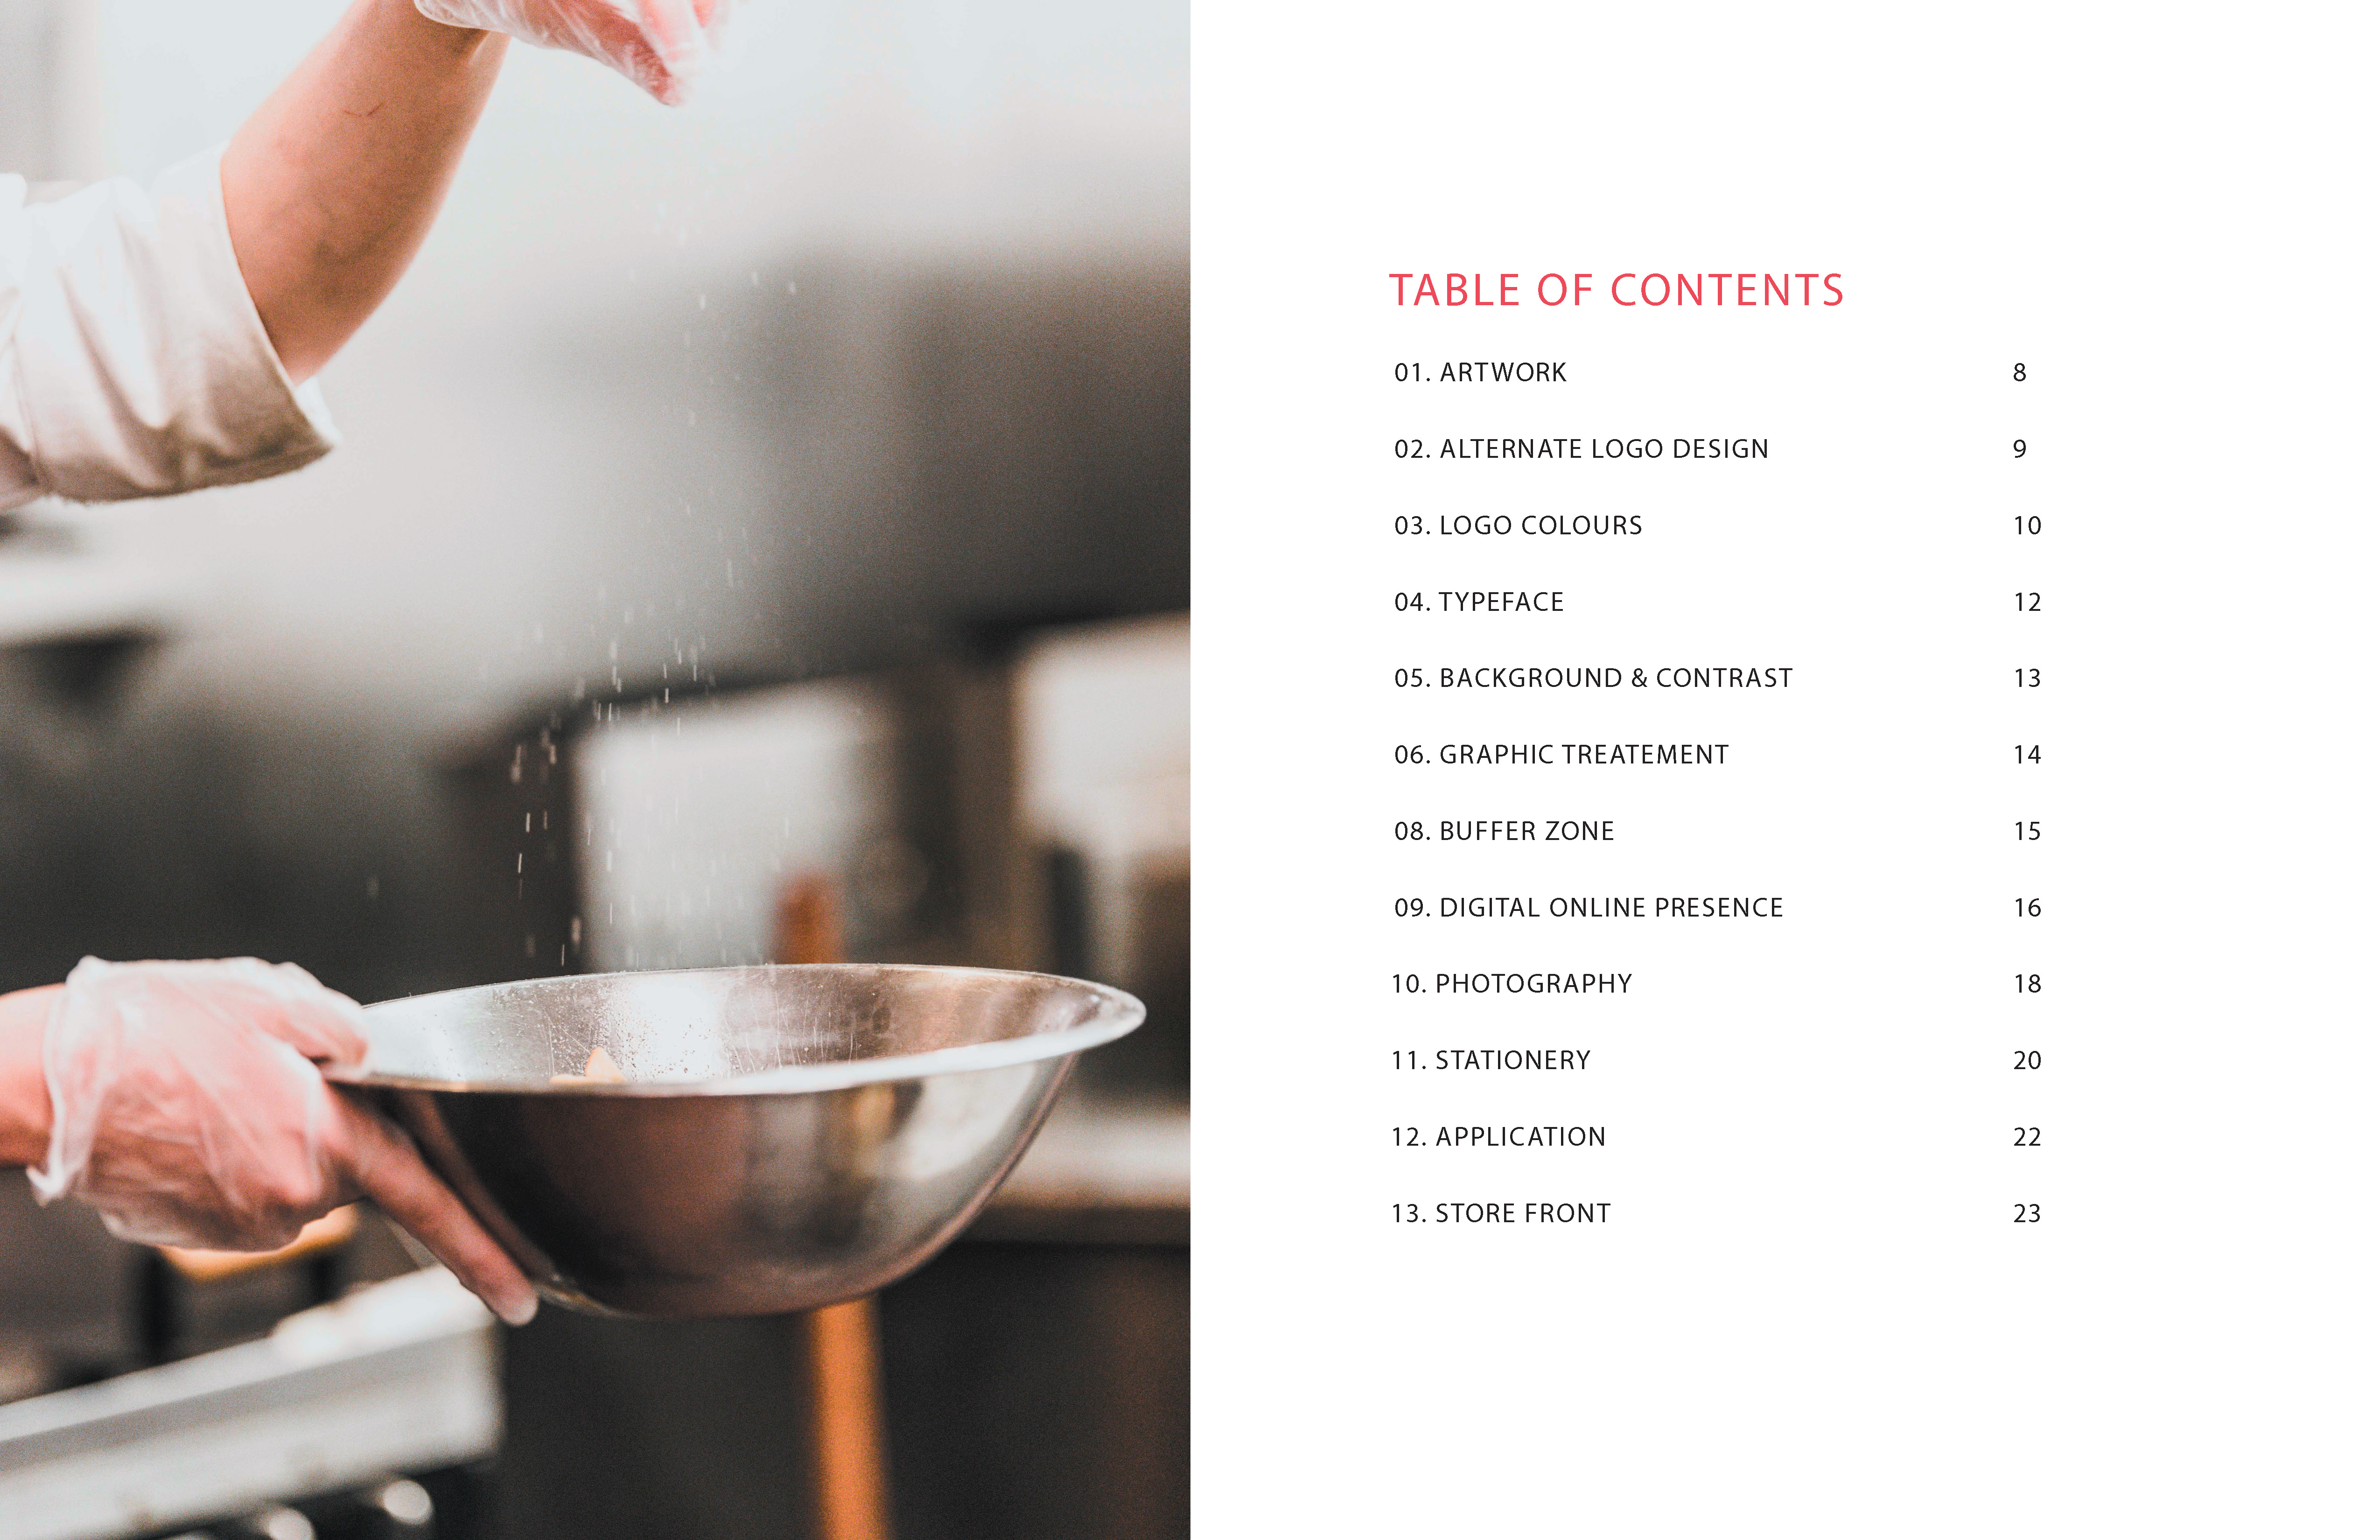 TABLE OF CONTENTS
01. ARTWORK 8
02. ALTERNATE LOGO DESIGN 9
03. LOGO COLOURS 10
04. TYPEFACE 12
05. BACKGROUND & CONTRAST 13
06. GRAPHIC TREATEMENT 14
08. BUFFER ZONE 15
09. DIGITAL ONLINE PRESENCE 16
10. PHOTOGRAPHY 18
11. STATIONERY 20
12. APPLICATION 22
13. STORE FRONT 23